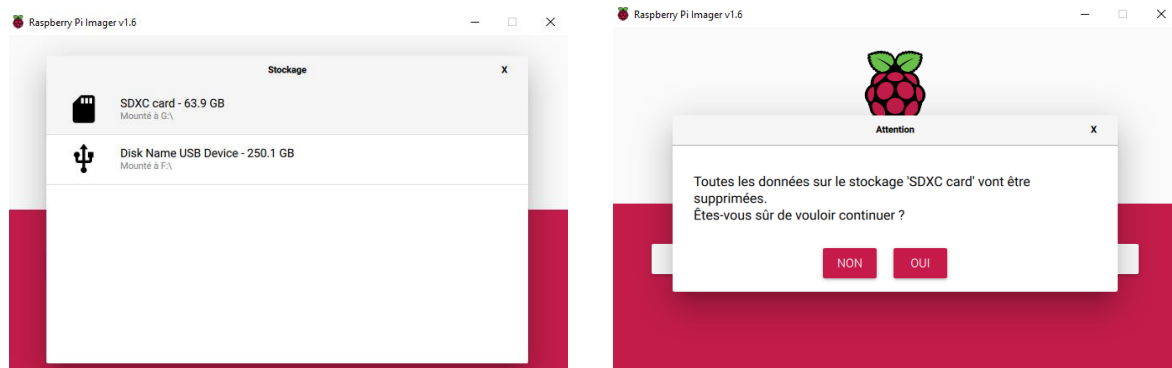 Raspberry Pi Imager v1.6
Stockage
X
SDXC card - 63.9 GB
Mounté à G:\
Disk Name USB Device - 250.1 GB
Mounté à F:\
Raspberry Pi Imager v1.6
Attention
X
Toutes les données sur le stockage 'SDXC card' vont être
supprimées.
Êtes-vous sûr de vouloir continuer ?
NON
OUI